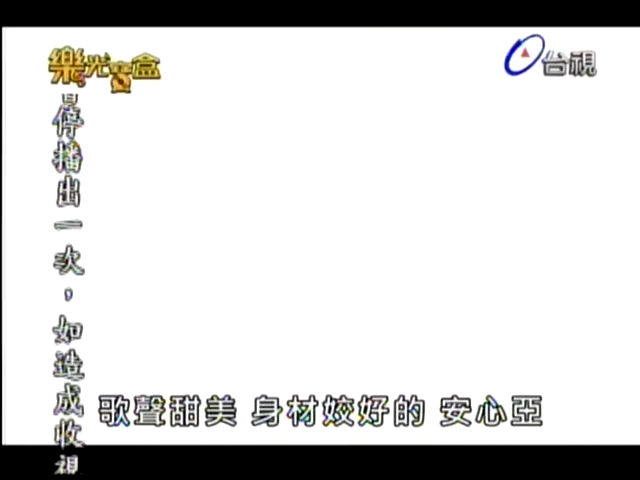 樂光寶盒
台視
停播出一次，如造成收視
歌聲甜美 身材姣好的 安心亞